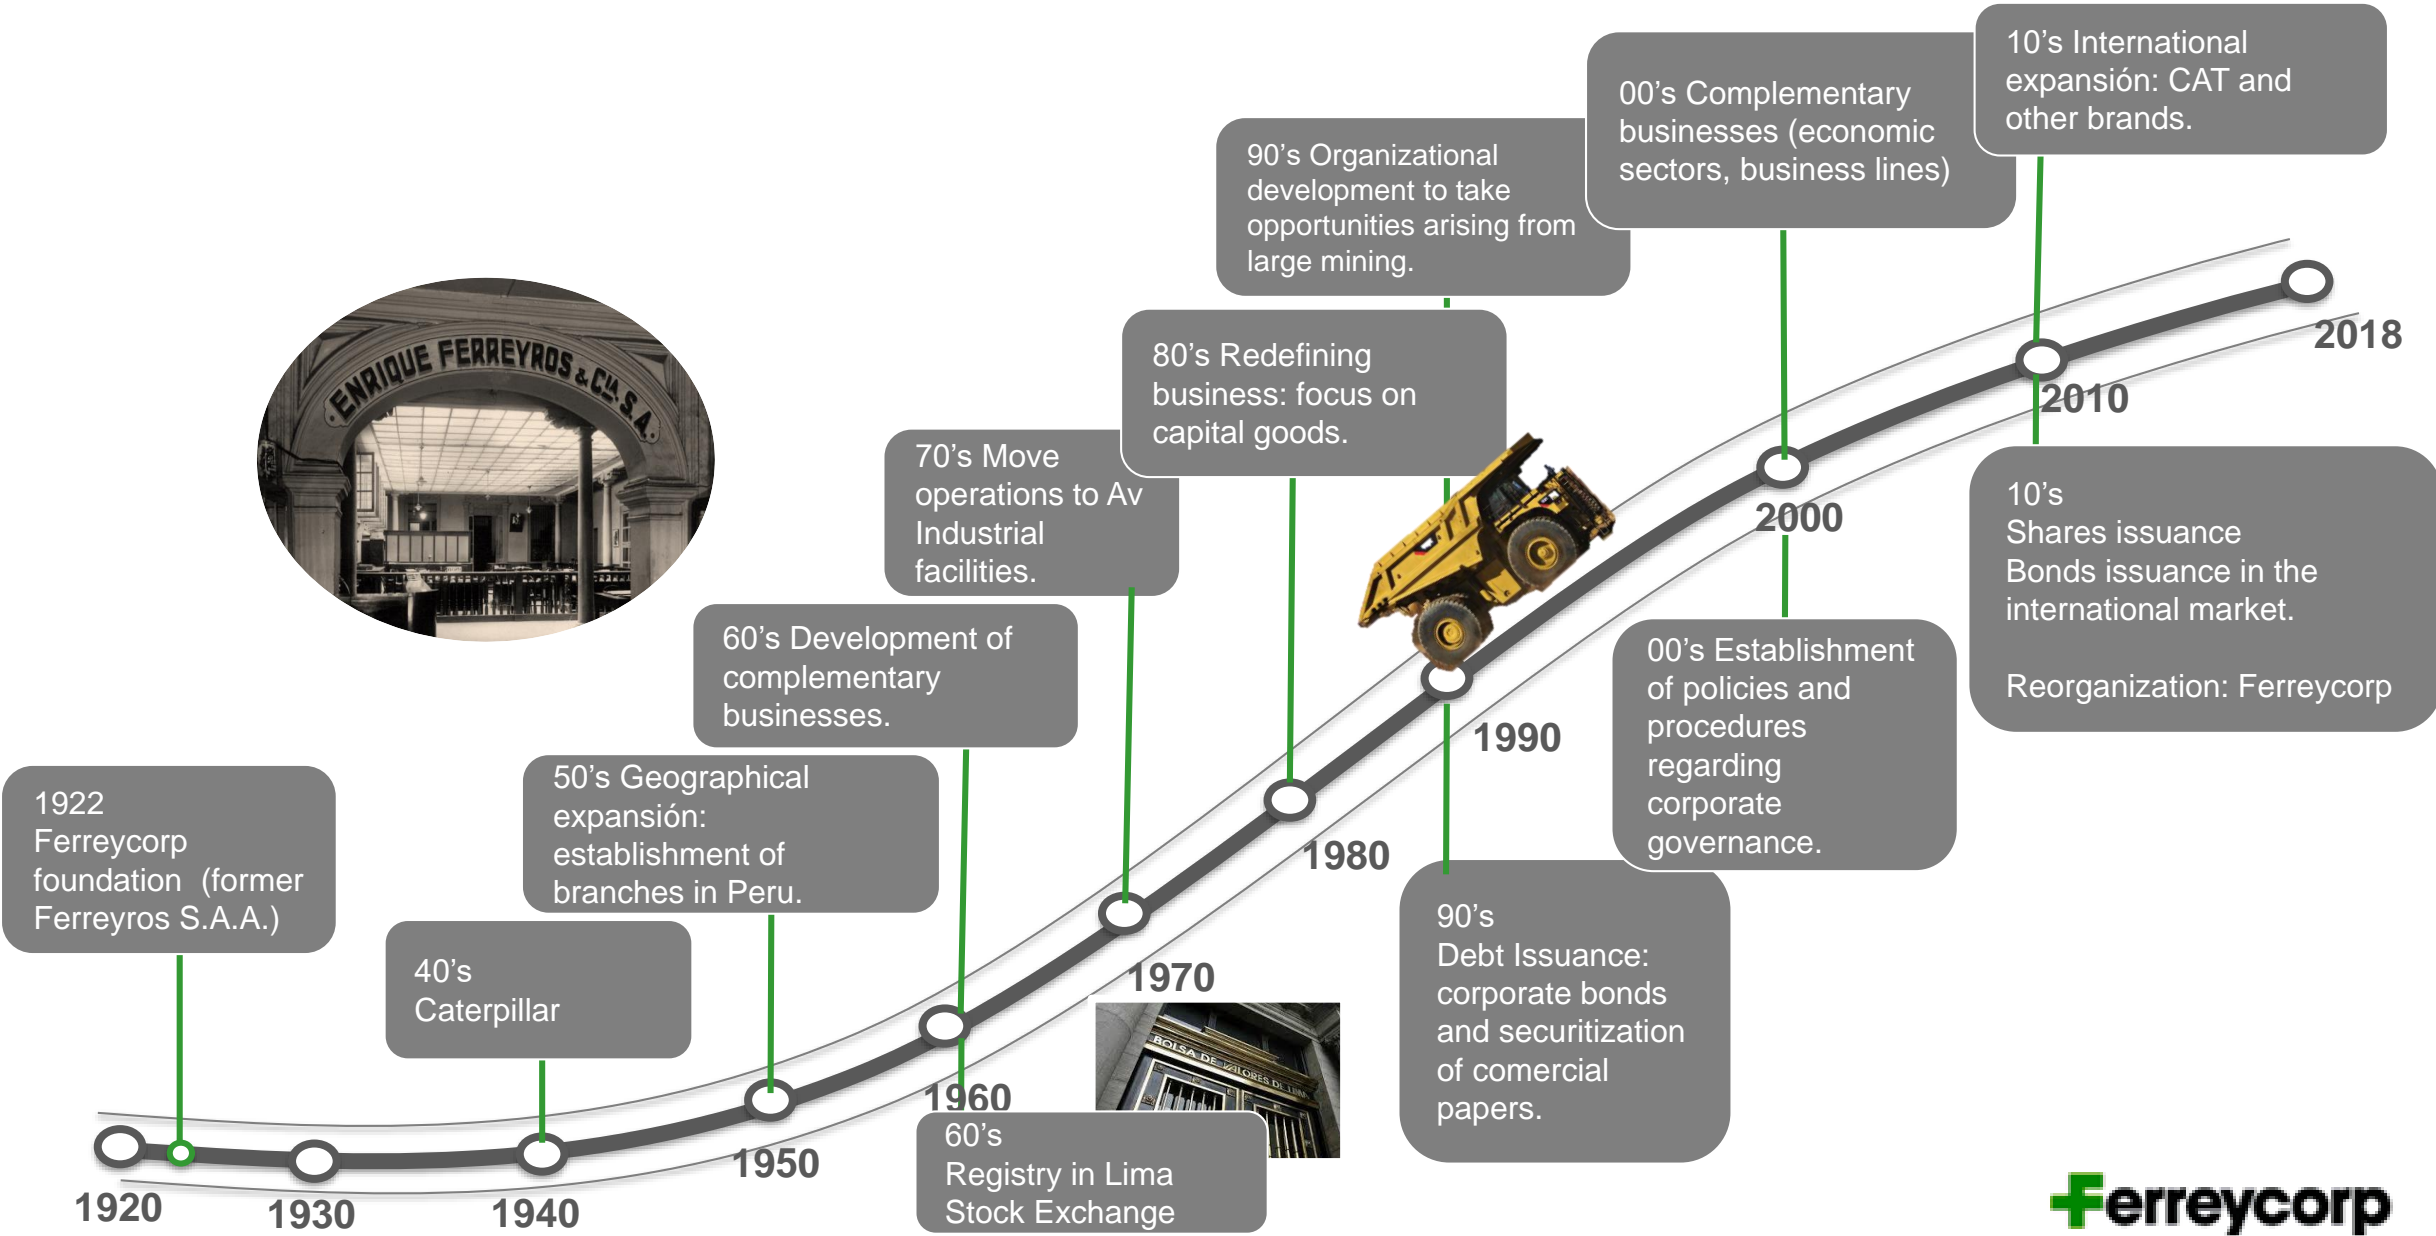 10’s International
expansión: CAT and
other brands.
00’s Complementary
businesses (economic
sectors, business lines)
90’s Organizational
development to take
opportunities arising from
large mining.
80’s Redefining
business: focus on
capital goods.
70’s Move
operations to Av
Industrial
facilities.
60’s Development of
complementary
businesses.
50’s Geographical
expansión:
establishment of
branches in Peru.
40’s
Caterpillar
1922
Ferreycorp
foundation (former
Ferreyros S.A.A.)
ENRIQUE FERREYROS & CIA. S.A.
1920
1930
1940
1950
1960
1970
1980
1990
2000
2010
2018
BOLSA DE VALORES DE LIMA
60’s
Registry in Lima
Stock Exchange
90’s
Debt Issuance:
corporate bonds
and securitization
of comercial
papers.
00’s Establishment
of policies and
procedures
regarding
corporate
governance.
10’s
Shares issuance
Bonds issuance in the
international market.
Reorganization: Ferreycorp
Ferreycorp